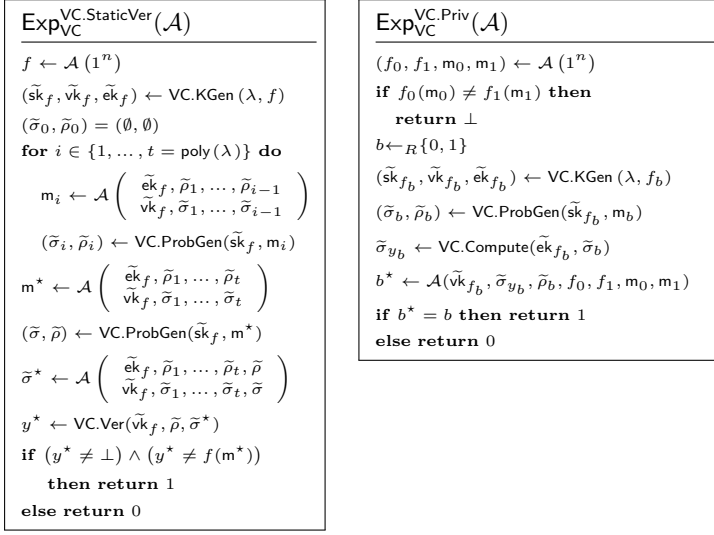 Exp^{VC.StaticVer}_{VC}(𝒜)
f ← 𝒜 (1^n)
(s̃k_f, ṽk_f, ẽk_f) ← VC.KGen (λ, f)
(σ̃_0, ρ̃_0) = (∅, ∅)
for i ∈ {1, ..., t = poly(λ)} do
m_i ← 𝒜 ( ẽk_f, ρ̃_1, ..., ρ̃_{i−1}
ṽk_f, σ̃_1, ..., σ̃_{i−1} )
(σ̃_i, ρ̃_i) ← VC.ProbGen(s̃k_f, m_i)
m^⋆ ← 𝒜 ( ẽk_f, ρ̃_1, ..., ρ̃_t
ṽk_f, σ̃_1, ..., σ̃_t )
(σ̃, ρ̃) ← VC.ProbGen(s̃k_f, m^⋆)
σ̃^⋆ ← 𝒜 ( ẽk_f, ρ̃_1, ..., ρ̃_t, ρ̃
ṽk_f, σ̃_1, ..., σ̃_t, σ̃ )
y^⋆ ← VC.Ver(ṽk_f, ρ̃, σ̃^⋆)
if (y^⋆ ≠ ⊥) ∧ (y^⋆ ≠ f(m^⋆))
then return 1
else return 0
Exp^{VC.Priv}_{VC}(𝒜)
(f_0, f_1, m_0, m_1) ← 𝒜 (1^n)
if f_0(m_0) ≠ f_1(m_1) then
return ⊥
b←_R{0, 1}
(s̃k_{f_b}, ṽk_{f_b}, ẽk_{f_b}) ← VC.KGen (λ, f_b)
(σ̃_b, ρ̃_b) ← VC.ProbGen(s̃k_{f_b}, m_b)
σ̃_{y_b} ← VC.Compute(ẽk_{f_b}, σ̃_b)
b^⋆ ← 𝒜(ṽk_{f_b}, σ̃_{y_b}, ρ̃_b, f_0, f_1, m_0, m_1)
if b^⋆ = b then return 1
else return 0